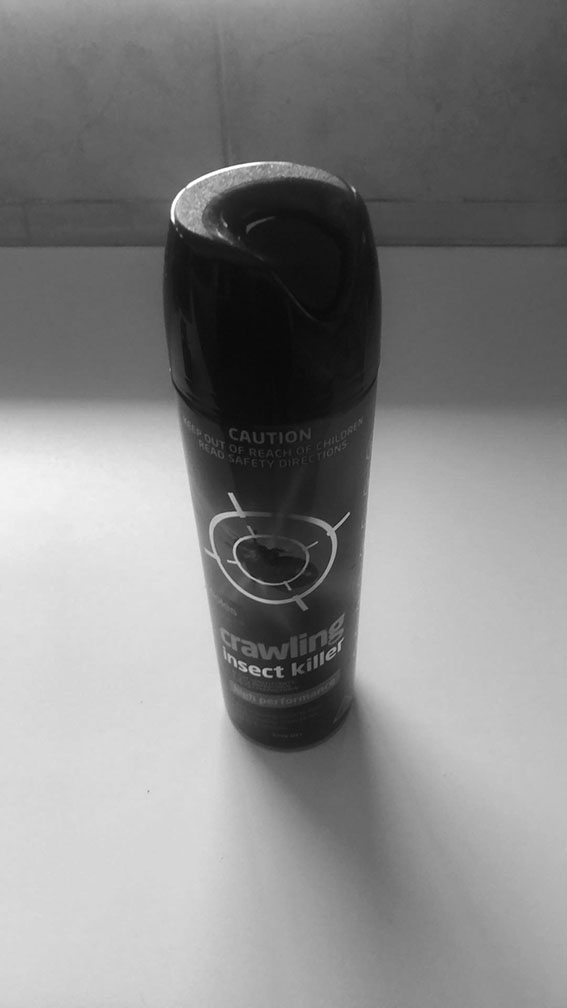 CAUTION
KEEP OUT OF REACH OF CHILDREN
READ SAFETY DIRECTIONS
crawling
insect killer
high performance